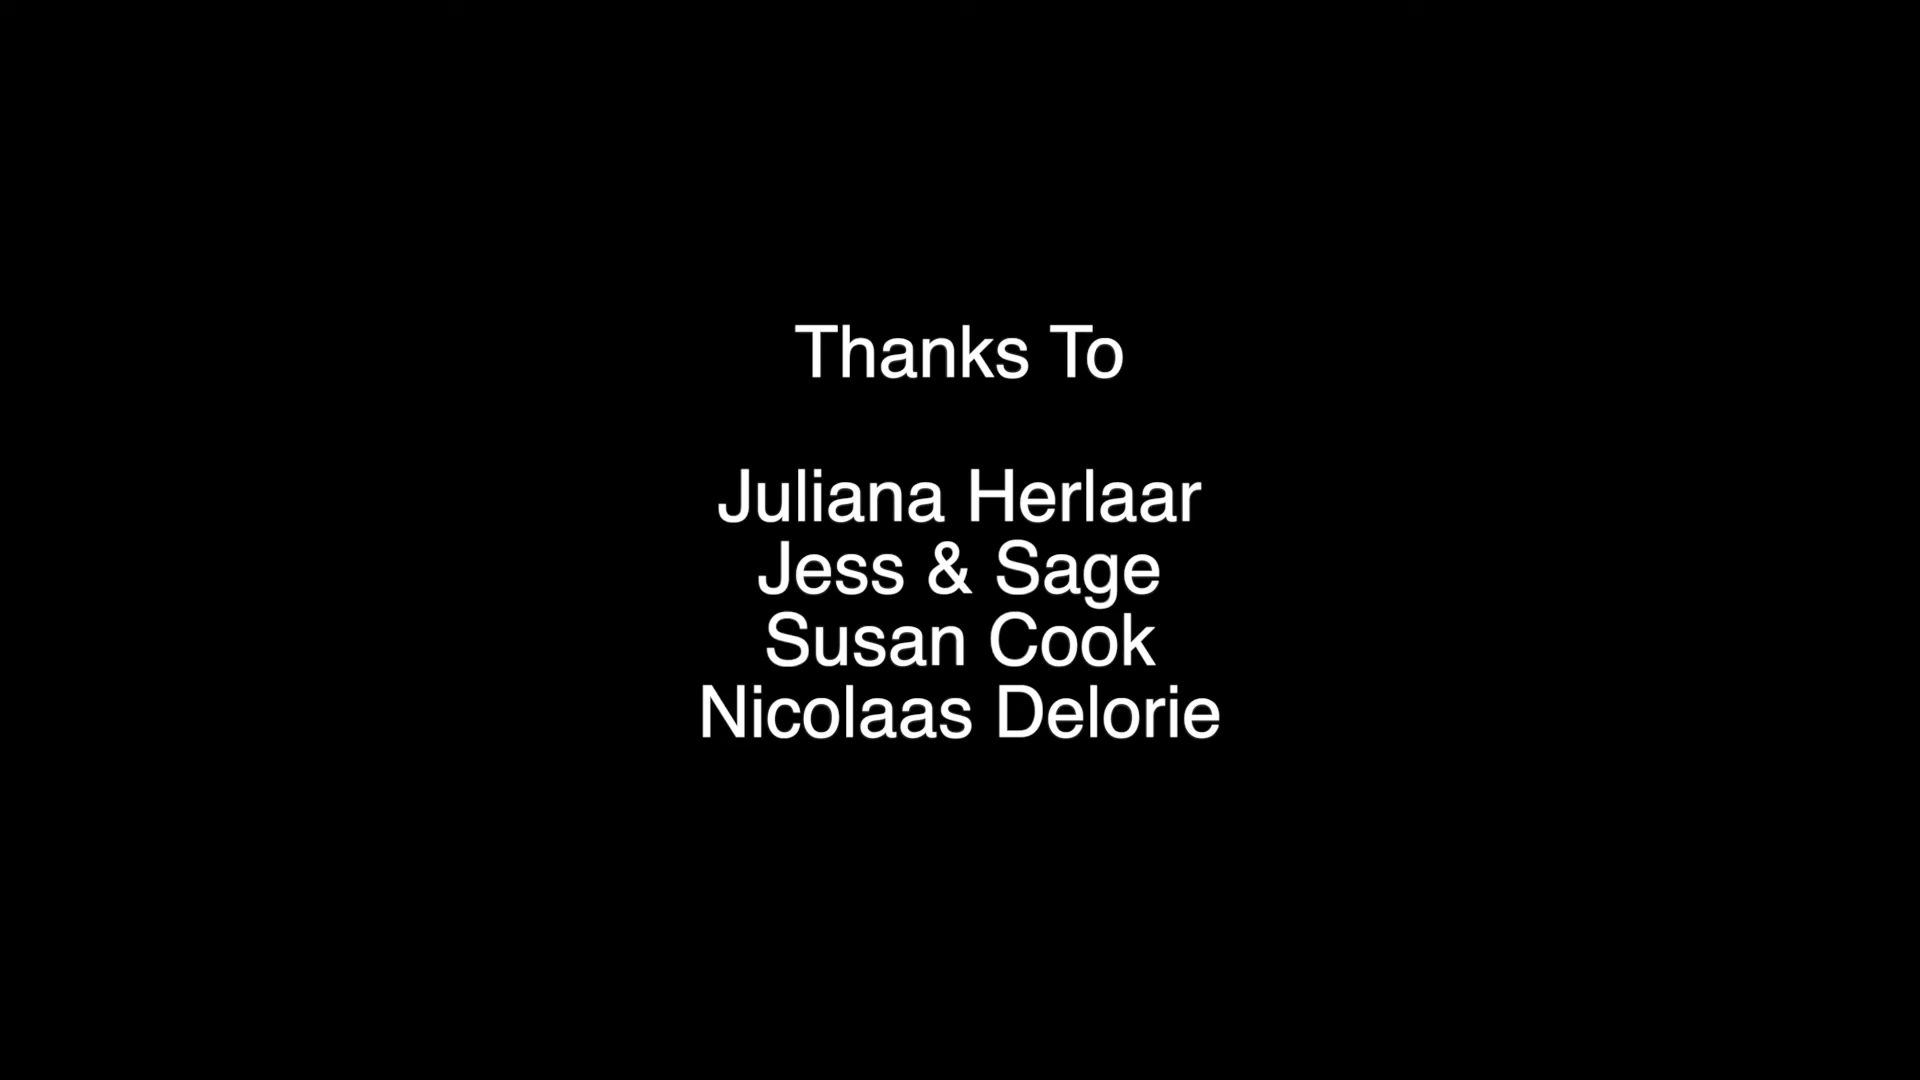 Thanks To
Juliana Herlaar
Jess & Sage
Susan Cook
Nicolaas Delorie